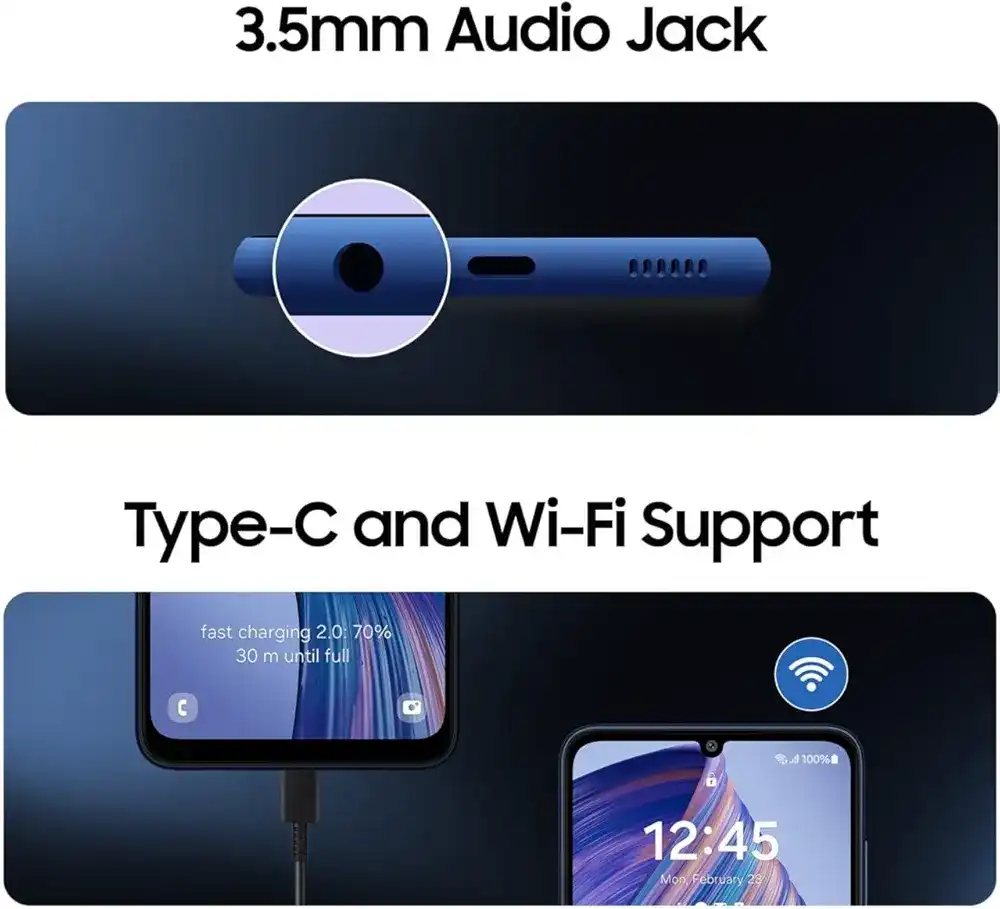 3.5mm Audio Jack
Type-C and Wi-Fi Support
fast charging 2.0: 70%
30 m until full
100%
12:45
Mon, February 23